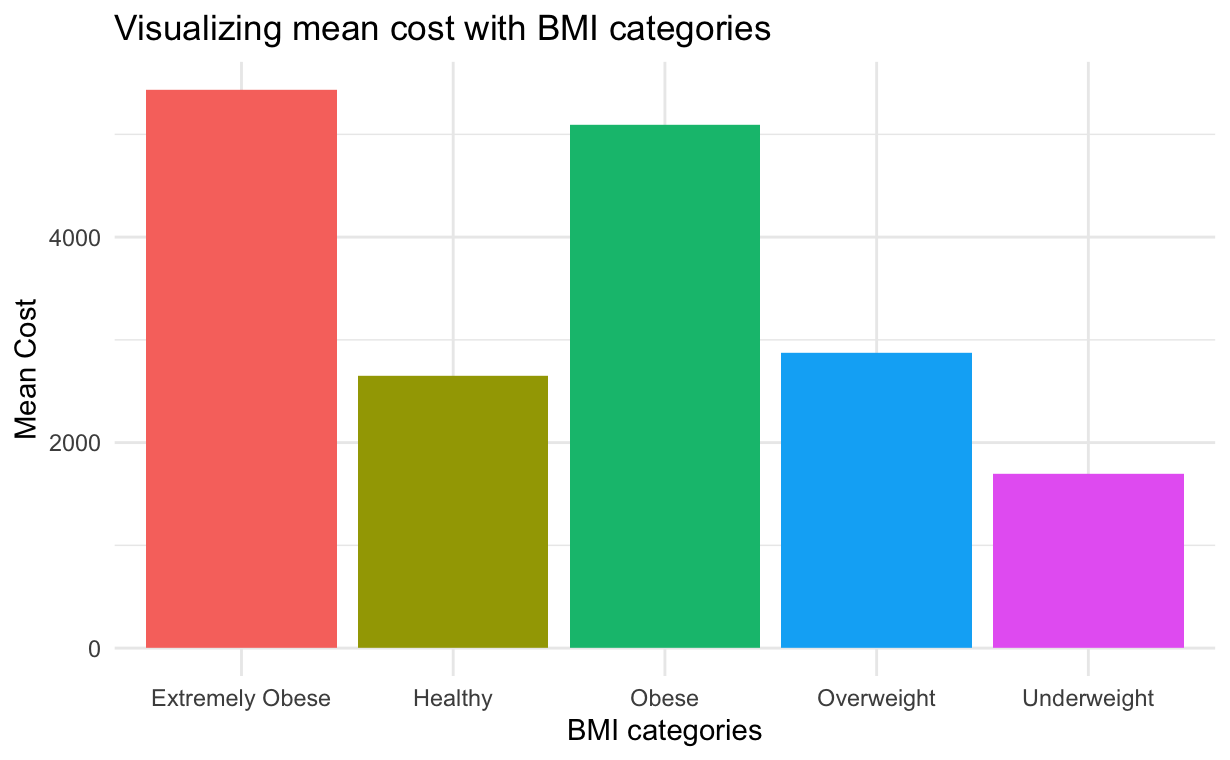 Visualizing mean cost with BMI categories
Mean Cost
4000
2000
0
Extremely Obese Healthy Obese Overweight Underweight
BMI categories